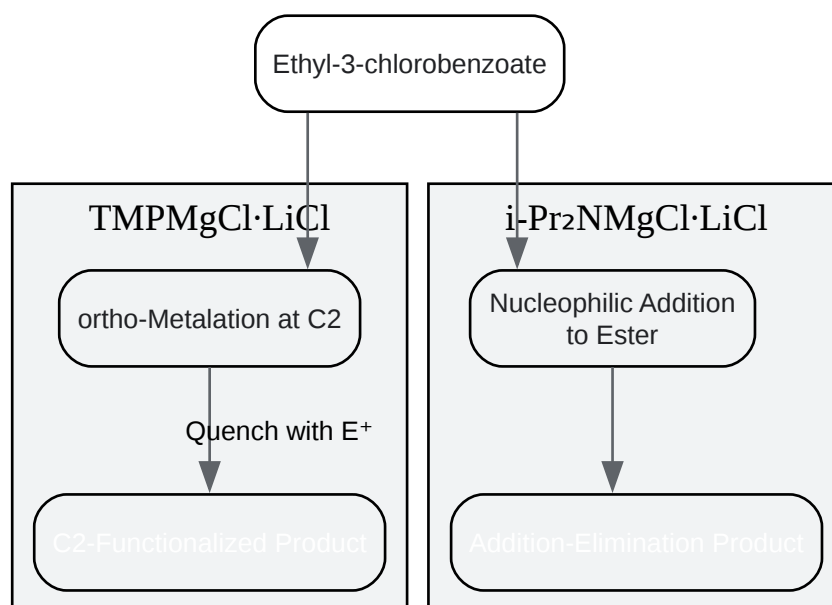 Ethyl-3-chlorobenzoate
TMPMgCl·LiCl
i-Pr₂NMgCl·LiCl
ortho-Metalation at C2
Nucleophilic Addition
to Ester
Quench with E⁺
C2-Functionalized Product
Addition-Elimination Product